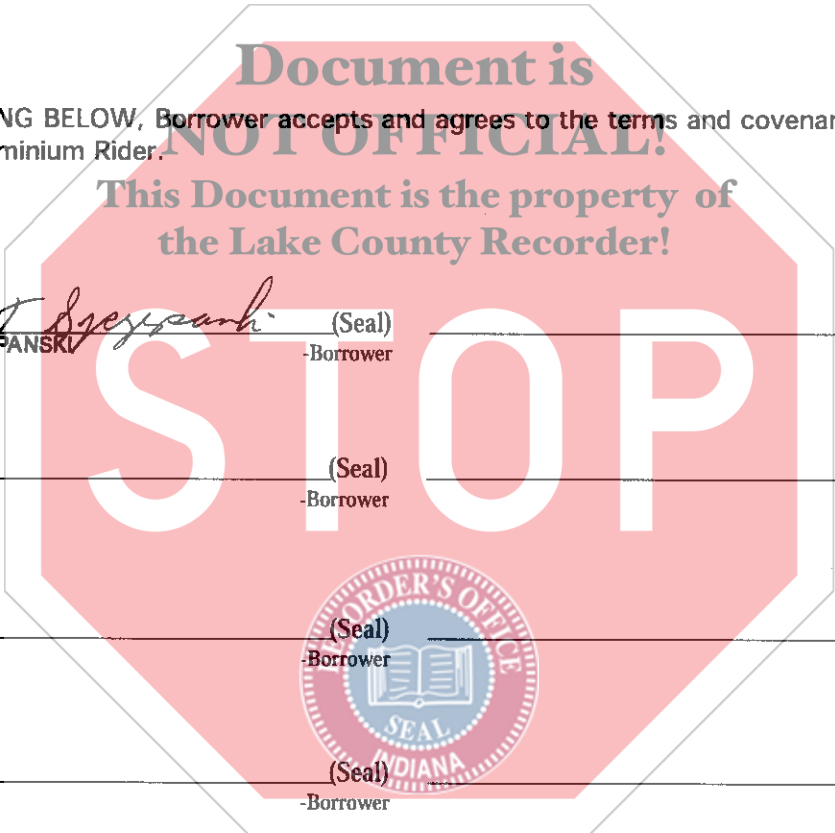 Document is
NG BELOW, Borrower accepts and agrees to the terms and covenan
minium Rider.
NOT OFFICIAL!
This Document is the property of
the Lake County Recorder!
(Seal)
PANSKI
-Borrower
STOP
(Seal)
-Borrower
RECORDER'S OFFICE
(Seal)
-Borrower
SEAL
INDIANA
(Seal)
-Borrower